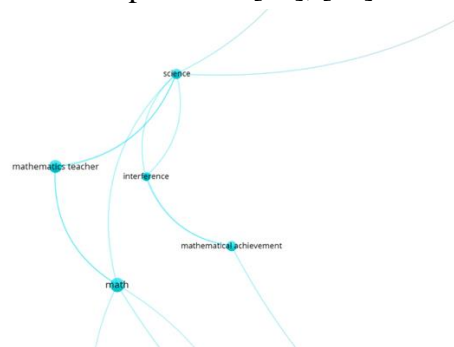 science
mathematics teacher
interference
mathematical achievement
math